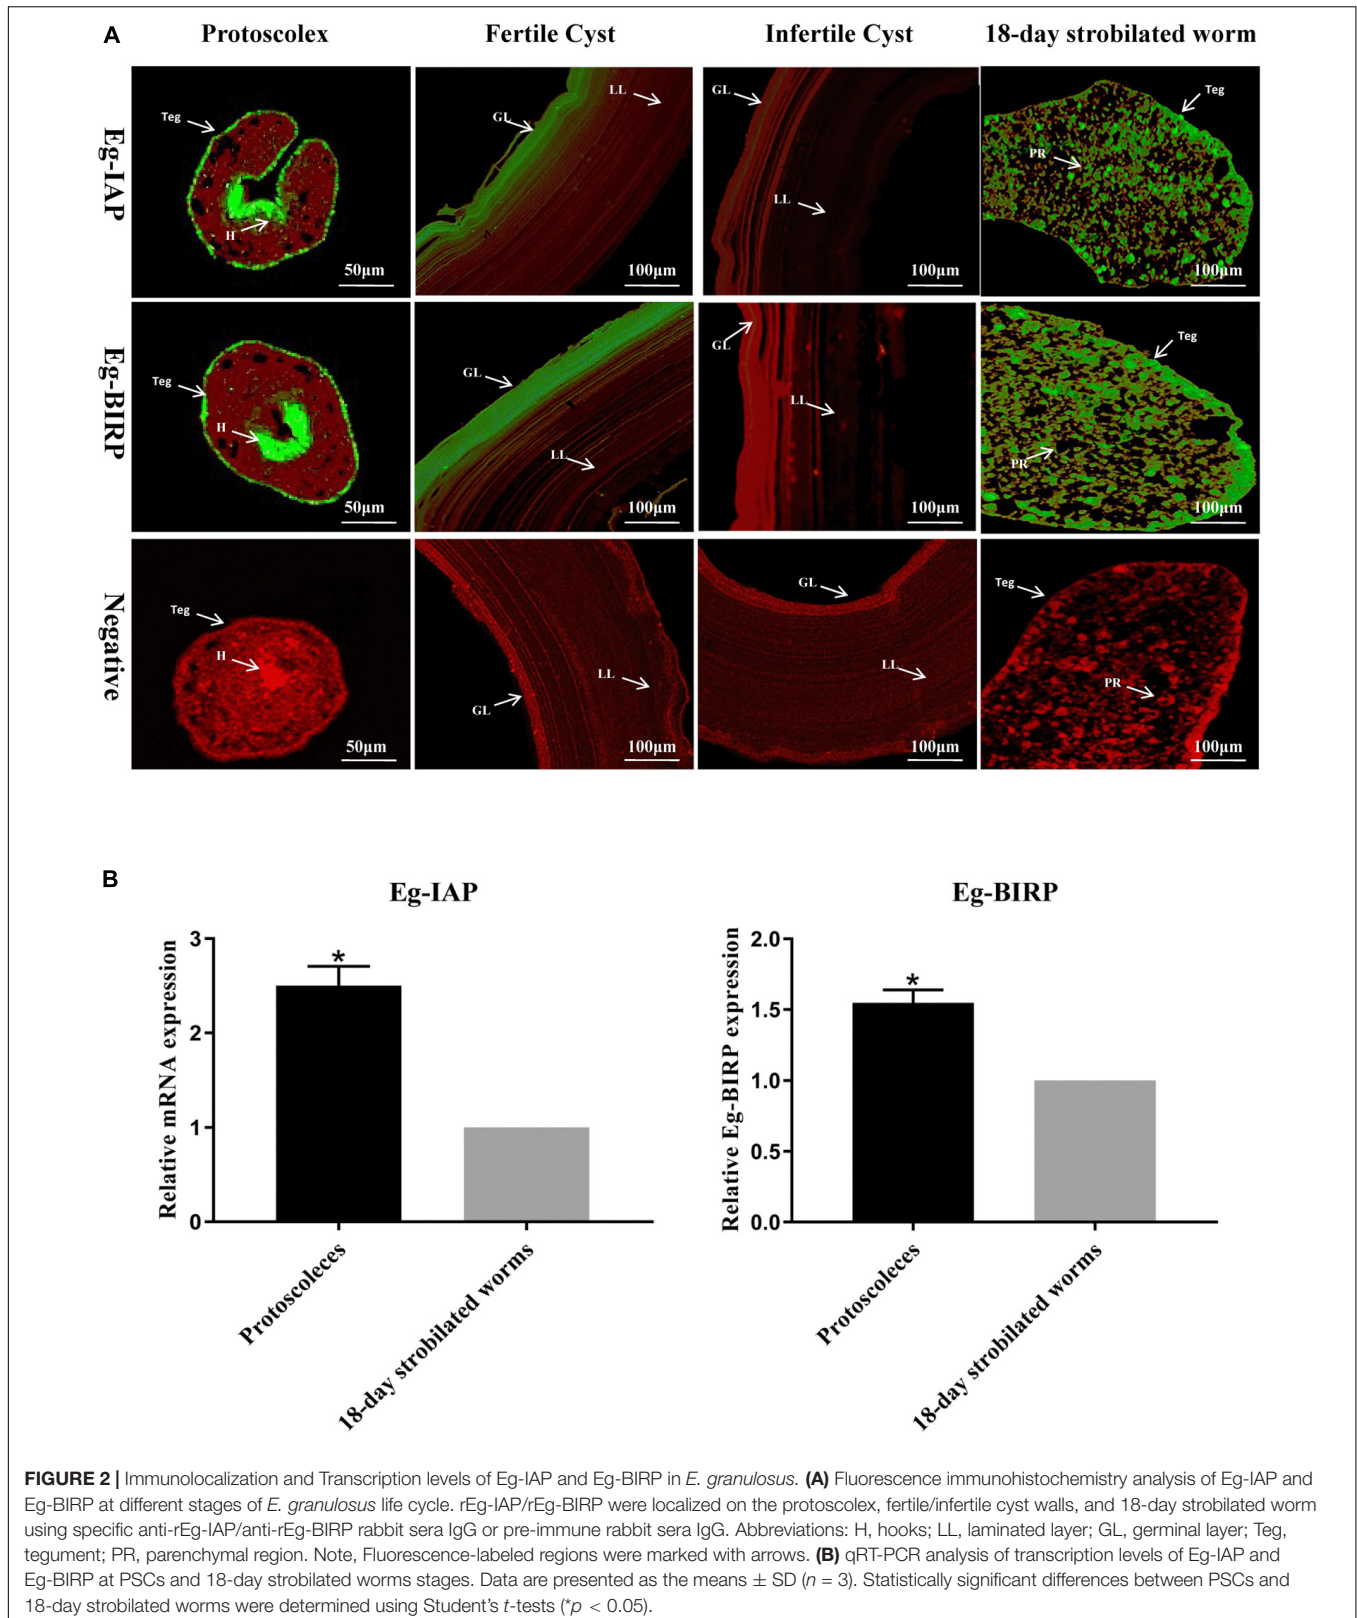 A
Protoscolex Fertile Cyst Infertile Cyst 18-day strobilated worm
Eg-IAP
Teg
H
50μm
GL
LL
100μm
GL
LL
100μm
Teg
PR
100μm
Eg-BIRP
Teg
H
50μm
GL
LL
100μm
GL
LL
100μm
Teg
PR
100μm
Negative
Teg
H
50μm
GL
LL
100μm
GL
LL
100μm
Teg
PR
100μm
B
Eg-IAP
Relative mRNA expression
3
2
1
0
*
Protoscoleces
18-day strobilated worms
Eg-BIRP
Relative Eg-BIRP expression
2.0
1.5
1.0
0.5
0.0
*
Protoscoleces
18-day strobilated worms
FIGURE 2 | Immunolocalization and Transcription levels of Eg-IAP and Eg-BIRP in E. granulosus. (A) Fluorescence immunohistochemistry analysis of Eg-IAP and
Eg-BIRP at different stages of E. granulosus life cycle. rEg-IAP/rEg-BIRP were localized on the protoscolex, fertile/infertile cyst walls, and 18-day strobilated worm
using specific anti-rEg-IAP/anti-rEg-BIRP rabbit sera IgG or pre-immune rabbit sera IgG. Abbreviations: H, hooks; LL, laminated layer; GL, germinal layer; Teg,
tegument; PR, parenchymal region. Note, Fluorescence-labeled regions were marked with arrows. (B) qRT-PCR analysis of transcription levels of Eg-IAP and
Eg-BIRP at PSCs and 18-day strobilated worms stages. Data are presented as the means ± SD (n = 3). Statistically significant differences between PSCs and
18-day strobilated worms were determined using Student's t-tests (*p < 0.05).